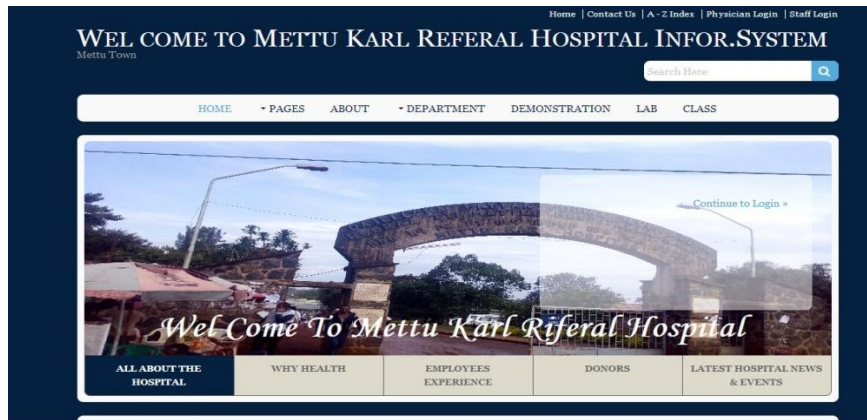 Home | Contact Us | A - Z Index | Physician Login | Staff Login
WEL COME TO METTU KARL REFERAL HOSPITAL INFOR.SYSTEM
Mettu Town
Search Here
HOME PAGES ABOUT DEPARTMENT DEMONSTRATION LAB CLASS
Continue to Login »
Wel Come To Mettu Karl Riferal Hospital
ALL ABOUT THE HOSPITAL
WHY HEALTH
EMPLOYEES EXPERIENCE
DONORS
LATEST HOSPITAL NEWS & EVENTS